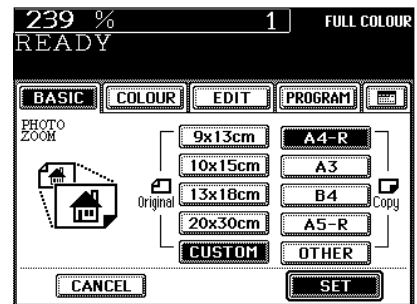 239 % 1 FULL COLOUR
READY
BASIC COLOUR EDIT PROGRAM
PHOTO
ZOOM
9x13cm A4-R
10x15cm A3
Original 13x18cm B4 Copy
20x30cm A5-R
CUSTOM OTHER
CANCEL SET